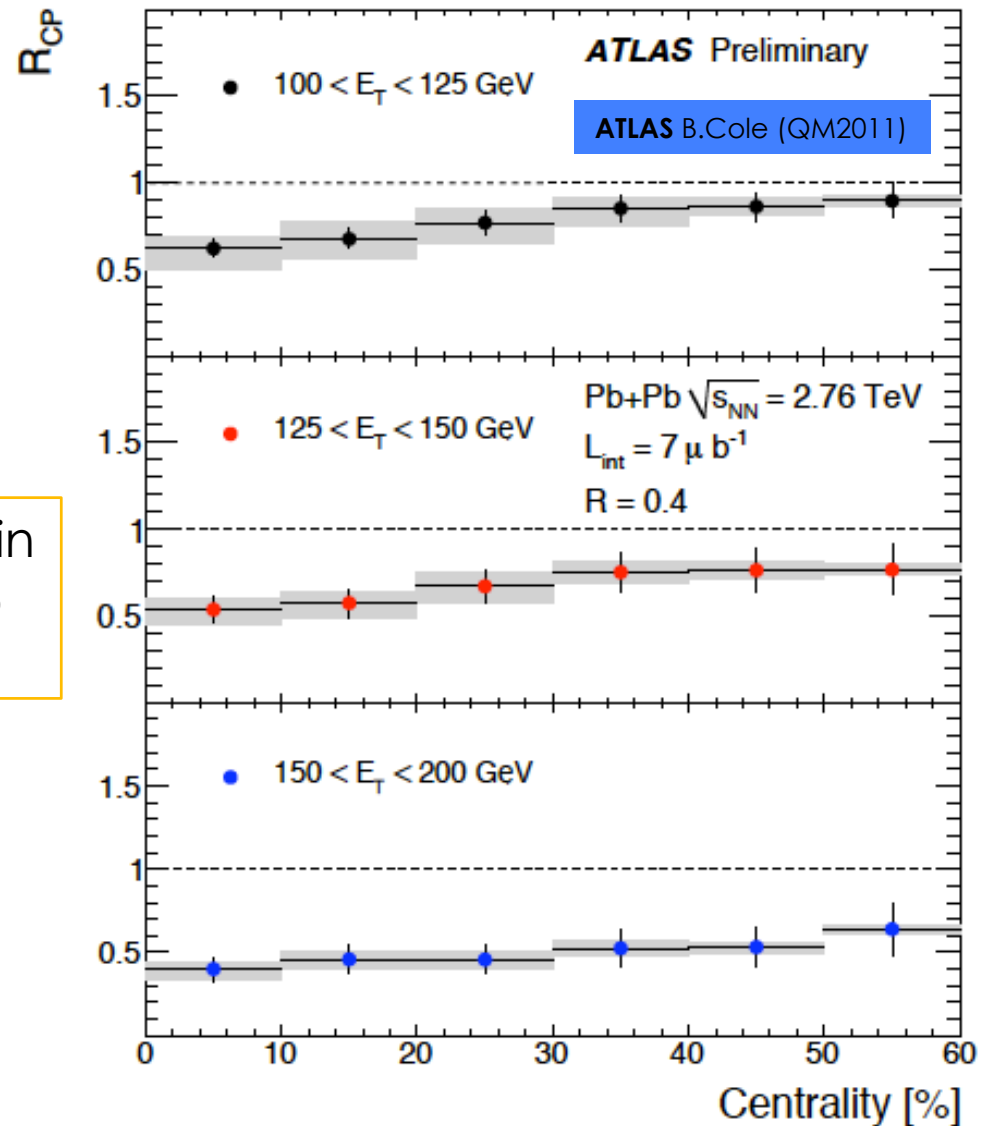 R_CP
ATLAS Preliminary
100 < E_T < 125 GeV
ATLAS B.Cole (QM2011)
1.5
1
0.5
Pb+Pb √s_NN = 2.76 TeV
125 < E_T < 150 GeV
L_int = 7 μ b^-1
R = 0.4
1.5
1
0.5
in
150 < E_T < 200 GeV
1.5
1
0.5
0 10 20 30 40 50 60
Centrality [%]